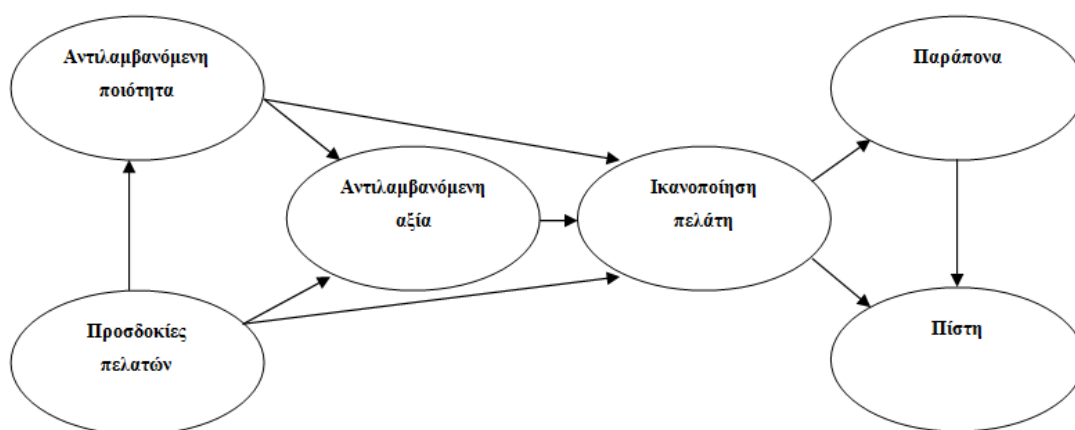 Αντιλαμβανόμενη
ποιότητα
Παράπονα
Αντιλαμβανόμενη
αξία
Ικανοποίηση
πελάτη
Προσδοκίες
πελατών
Πίστη